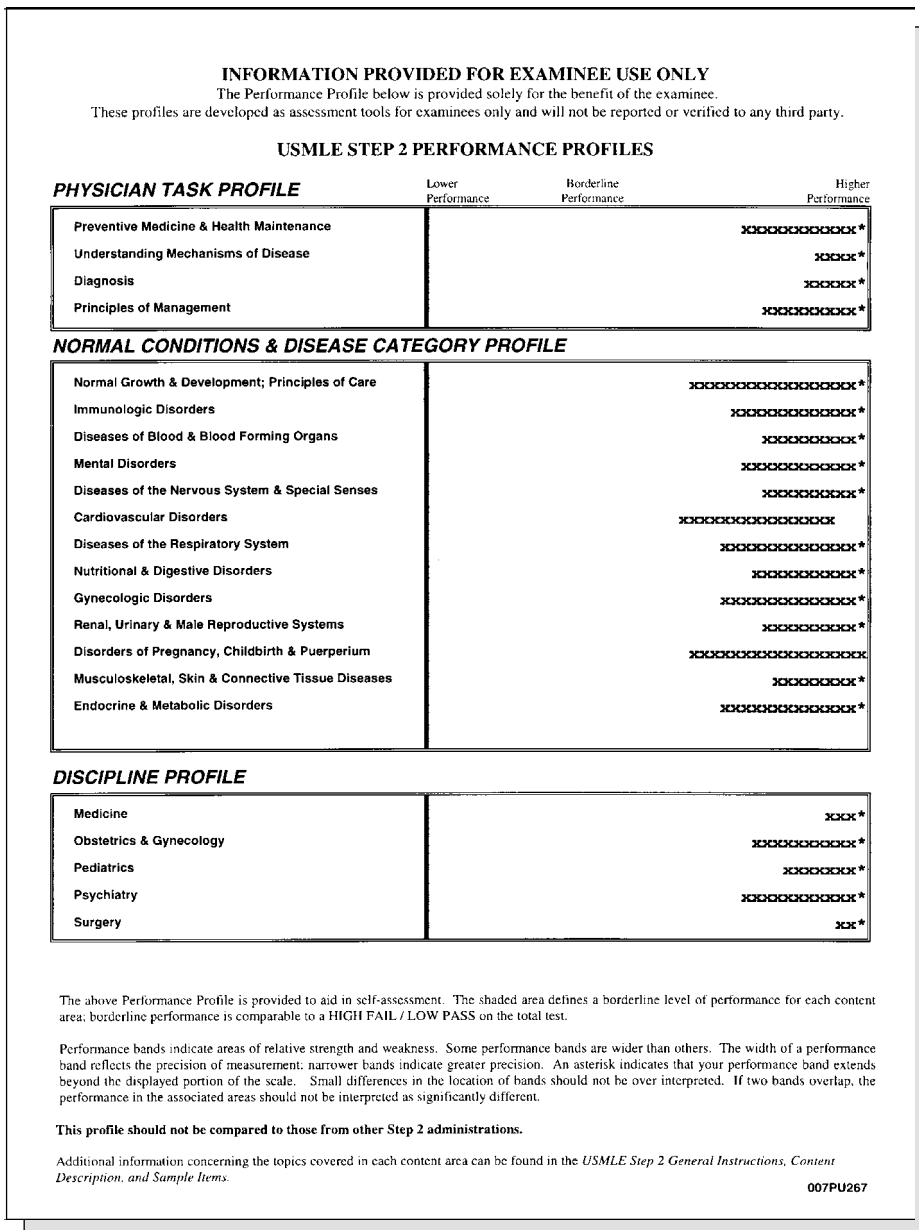 INFORMATION PROVIDED FOR EXAMINEE USE ONLY
The Performance Profile below is provided solely for the benefit of the examinee.
These profiles are developed as assessment tools for examinees only and will not be reported or verified to any third party.
USMLE STEP 2 PERFORMANCE PROFILES
PHYSICIAN TASK PROFILE Lower Performance Borderline Performance Higher Performance
Preventive Medicine & Health Maintenance xxxxxxxxxxx*
Understanding Mechanisms of Disease xxxx*
Diagnosis xxxxx*
Principles of Management xxxxxxxxx*
NORMAL CONDITIONS & DISEASE CATEGORY PROFILE
Normal Growth & Development; Principles of Care xxxxxxxxxxxxxxxx*
Immunologic Disorders xxxxxxxxxxxx*
Diseases of Blood & Blood Forming Organs xxxxxxxxx*
Mental Disorders xxxxxxxxxxx*
Diseases of the Nervous System & Special Senses xxxxxxxxx*
Cardiovascular Disorders xxxxxxxxxxxxxxx
Diseases of the Respiratory System xxxxxxxxxxxxx*
Nutritional & Digestive Disorders xxxxxxxxxx*
Gynecologic Disorders xxxxxxxxxxxxx*
Renal, Urinary & Male Reproductive Systems xxxxxxxxx*
Disorders of Pregnancy, Childbirth & Puerperium xxxxxxxxxxxxxxxxx
Musculoskeletal, Skin & Connective Tissue Diseases xxxxxxxx*
Endocrine & Metabolic Disorders xxxxxxxxxxxxx*
DISCIPLINE PROFILE
Medicine xxx*
Obstetrics & Gynecology xxxxxxxxxx*
Pediatrics xxxxxxx*
Psychiatry xxxxxxxxxxx*
Surgery xx*
The above Performance Profile is provided to aid in self-assessment. The shaded area defines a borderline level of performance for each content
area; borderline performance is comparable to a HIGH FAIL / LOW PASS on the total test.
Performance bands indicate areas of relative strength and weakness. Some performance bands are wider than others. The width of a performance
band reflects the precision of measurement; narrower bands indicate greater precision. An asterisk indicates that your performance band extends
beyond the displayed portion of the scale. Small differences in the location of bands should not be over interpreted. If two bands overlap, the
performance in the associated areas should not be interpreted as significantly different.
This profile should not be compared to those from other Step 2 administrations.
Additional information concerning the topics covered in each content area can be found in the USMLE Step 2 General Instructions, Content
Description, and Sample Items.
007PU267